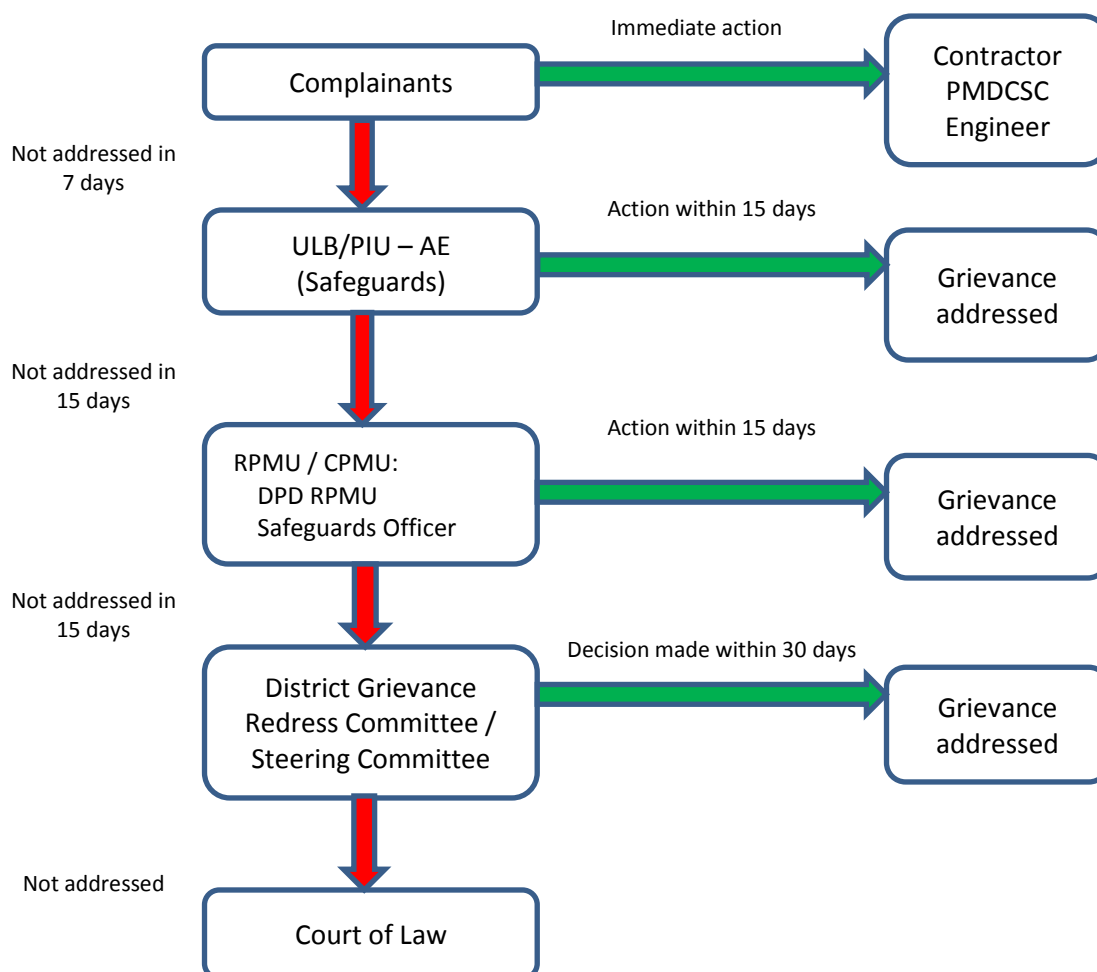 Immediate action
Complainants
Contractor
PMDCSC
Engineer
Not addressed in
7 days
ULB/PIU – AE
(Safeguards)
Action within 15 days
Grievance
addressed
Not addressed in
15 days
RPMU / CPMU:
DPD RPMU
Safeguards Officer
Action within 15 days
Grievance
addressed
Not addressed in
15 days
District Grievance
Redress Committee /
Steering Committee
Decision made within 30 days
Grievance
addressed
Not addressed
Court of Law